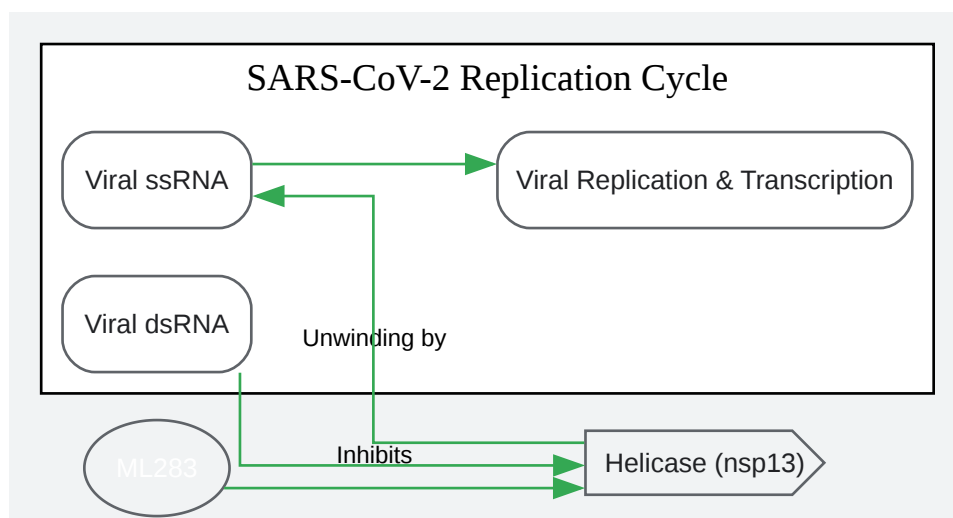 SARS-CoV-2 Replication Cycle
Viral ssRNA
Viral Replication & Transcription
Viral dsRNA
Unwinding by
Inhibits
ML283
Helicase (nsp13)